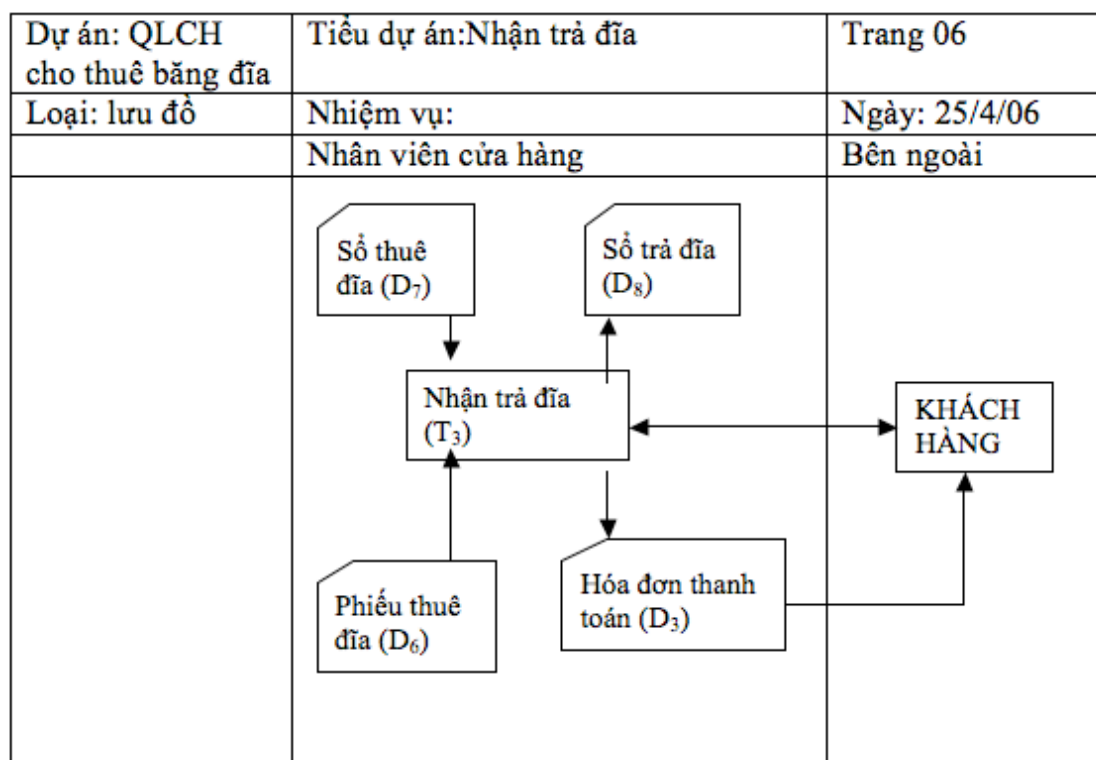 Dự án: QLCH
cho thuê băng đĩa
Tiểu dự án:Nhận trả đĩa
Trang 06
Loại: lưu đồ
Nhiệm vụ:
Ngày: 25/4/06
Nhân viên cửa hàng
Bên ngoài
Sổ thuê
đĩa (D₇)
Sổ trả đĩa
(D₈)
Nhận trả đĩa
(T₃)
KHÁCH
HÀNG
Phiếu thuê
đĩa (D₆)
Hóa đơn thanh
toán (D₃)